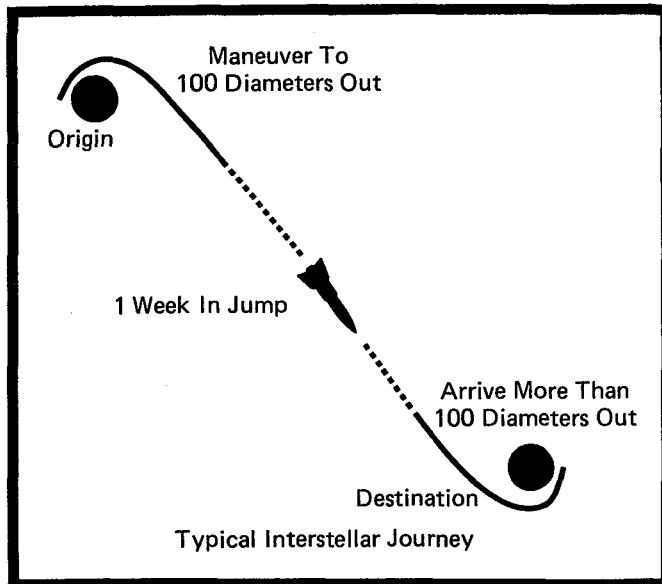 Maneuver To
100 Diameters Out
Origin
1 Week In Jump
Arrive More Than
100 Diameters Out
Destination
Typical Interstellar Journey